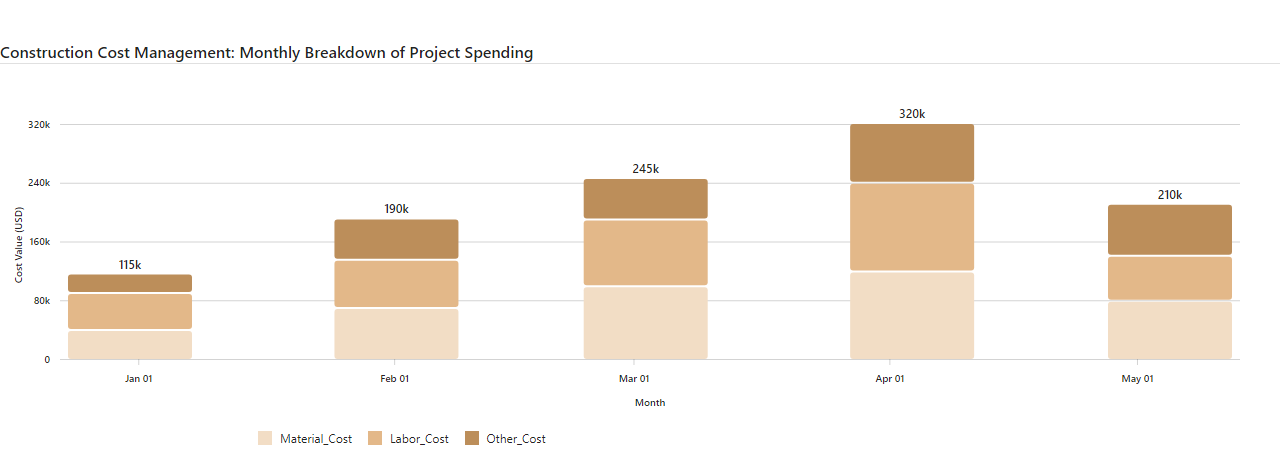 Construction Cost Management: Monthly Breakdown of Project Spending
320k
320k
245k
240k
210k
190k
Cost Value (USD)
160k
115k
80k
0
Jan 01 Feb 01 Mar 01 Apr 01 May 01
Month
Material_Cost Labor_Cost Other_Cost